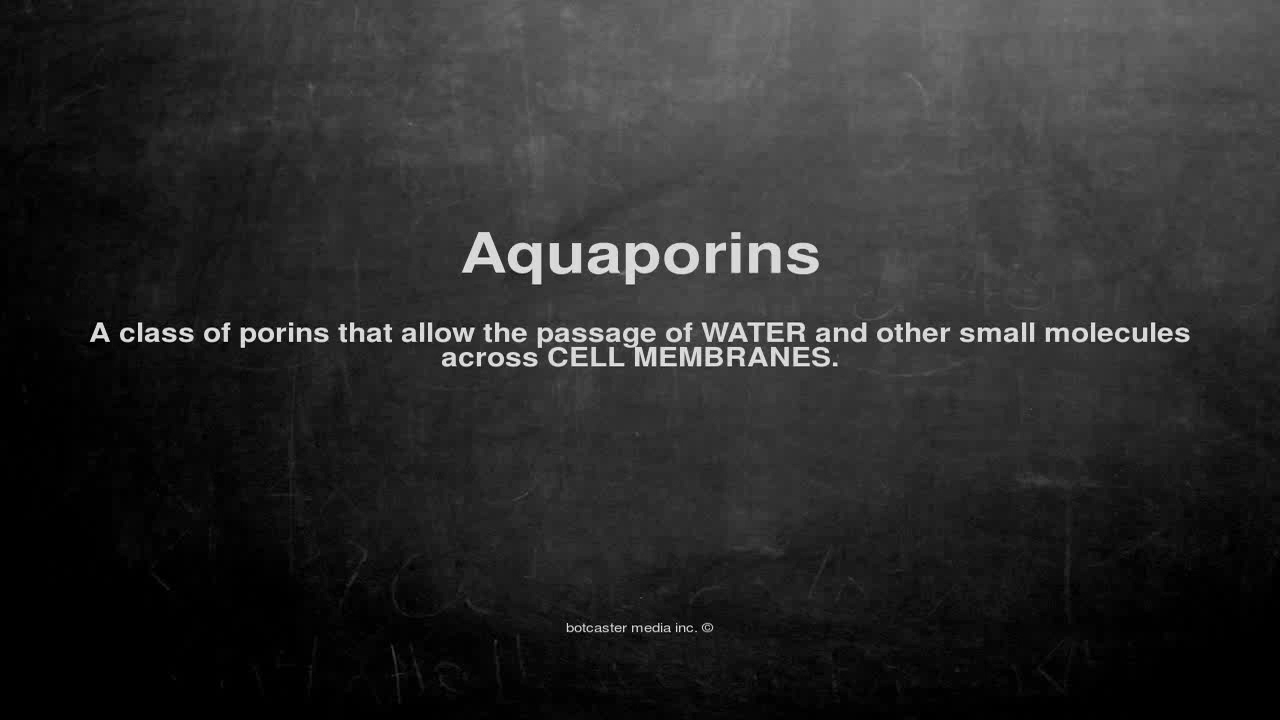 Aquaporins
A class of porins that allow the passage of WATER and other small molecules
across CELL MEMBRANES.
botcaster media inc. ©